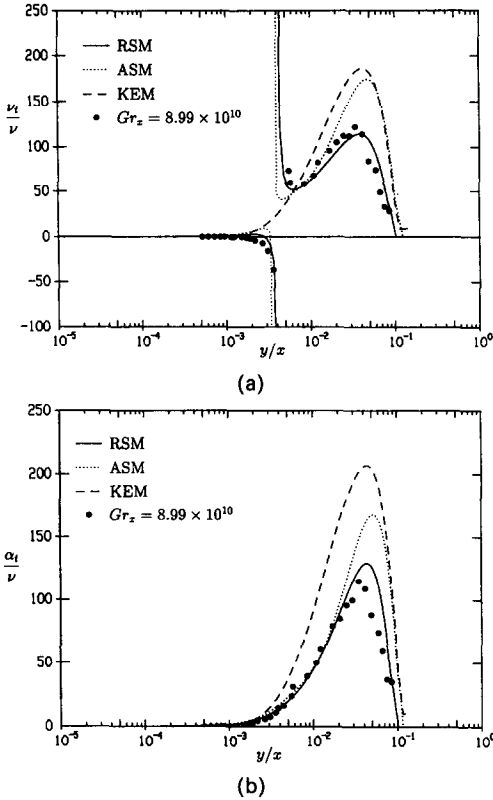 250
200
150
100
50
0
-50
-100
ν_t/ν
RSM
ASM
KEM
Gr_x = 8.99 × 10^10
10^-5 10^-4 10^-3 10^-2 10^-1 10^0
y/x
(a)
250
200
150
100
50
0
α_t/ν
RSM
ASM
KEM
Gr_x = 8.99 × 10^10
10^-5 10^-4 10^-3 10^-2 10^-1 10^0
y/x
(b)